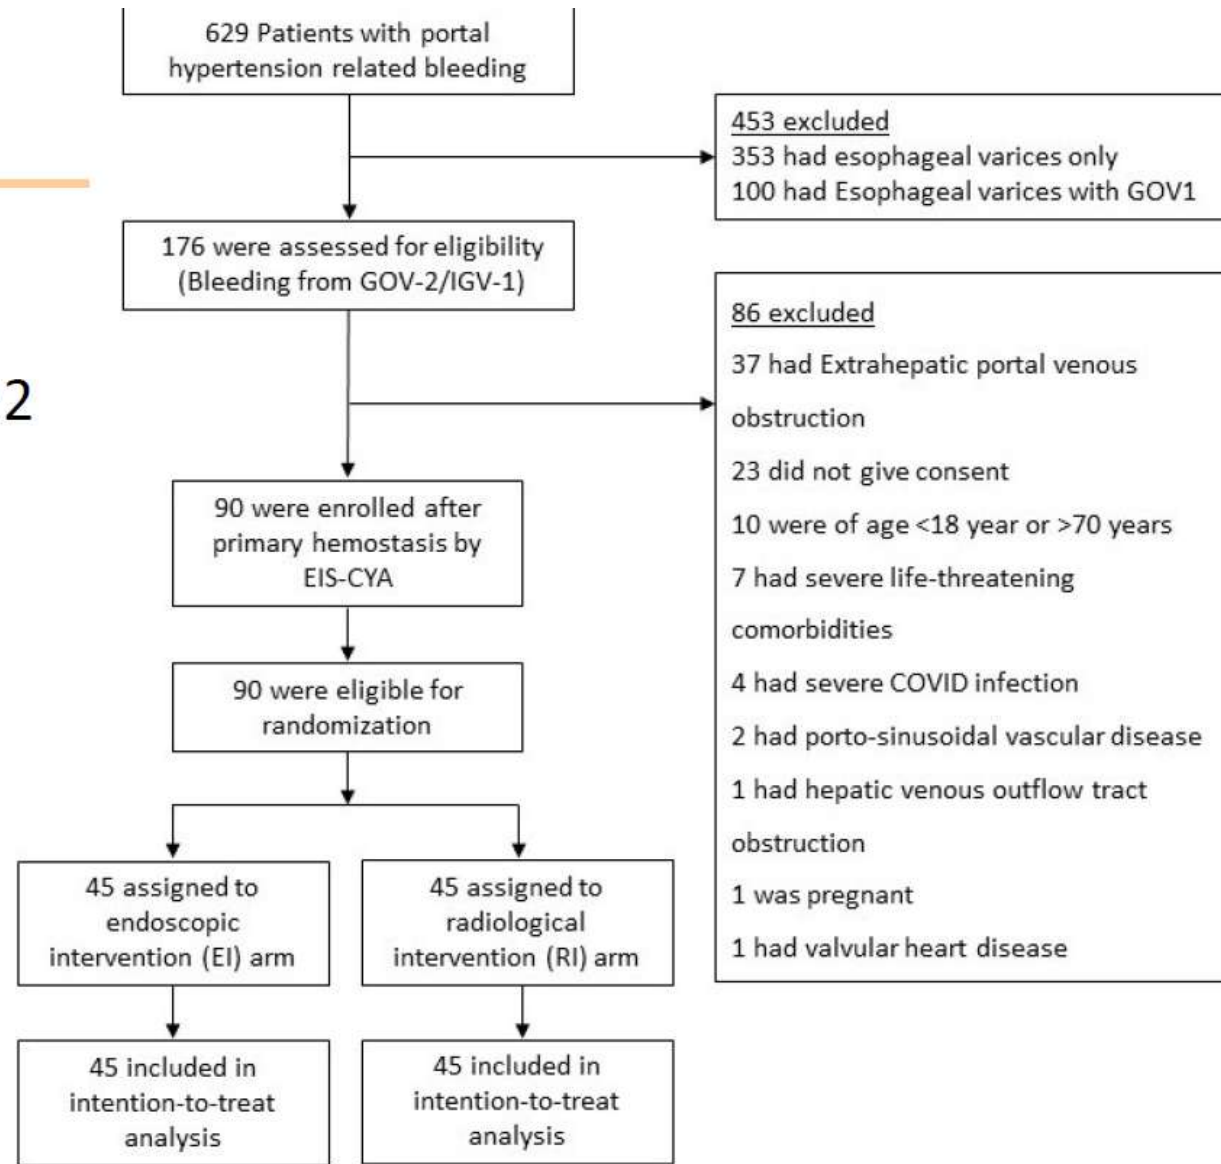 629 Patients with portal
hypertension related bleeding
453 excluded
353 had esophageal varices only
100 had Esophageal varices with GOV1
176 were assessed for eligibility
(Bleeding from GOV-2/IGV-1)
86 excluded
37 had Extrahepatic portal venous
obstruction
23 did not give consent
10 were of age <18 year or >70 years
7 had severe life-threatening
comorbidities
4 had severe COVID infection
2 had porto-sinusoidal vascular disease
1 had hepatic venous outflow tract
obstruction
1 was pregnant
1 had valvular heart disease
2
90 were enrolled after
primary hemostasis by
EIS-CYA
90 were eligible for
randomization
45 assigned to
endoscopic
intervention (EI) arm
45 assigned to
radiological
intervention (RI) arm
45 included in
intention-to-treat
analysis
45 included in
intention-to-treat
analysis